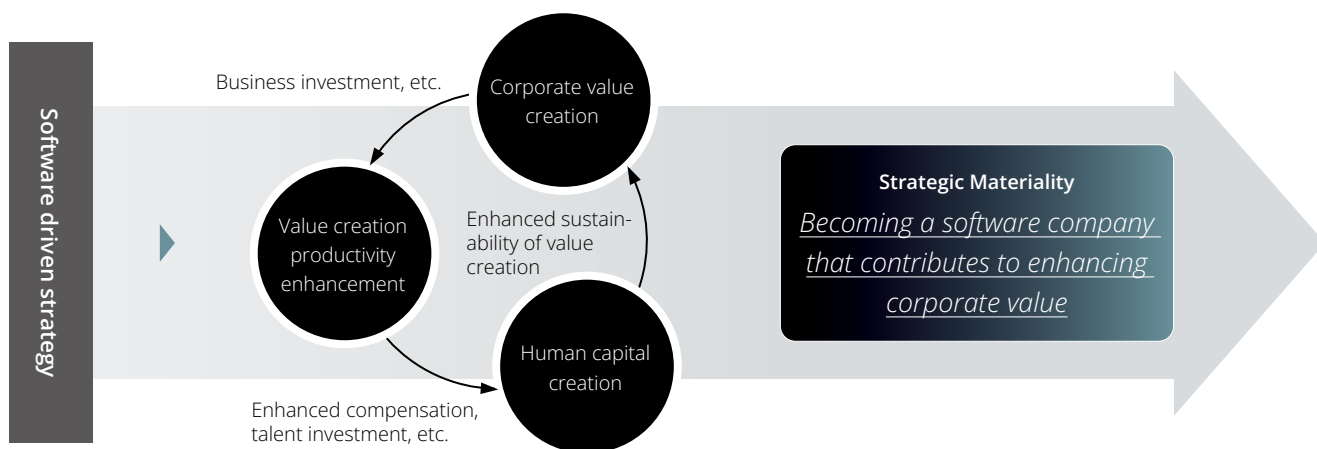 Software driven strategy
Business investment, etc.
Corporate value
creation
Value creation
productivity
enhancement
Enhanced sustain-
ability of value
creation
Human capital
creation
Enhanced compensation,
talent investment, etc.
Strategic Materiality
Becoming a software company
that contributes to enhancing
corporate value